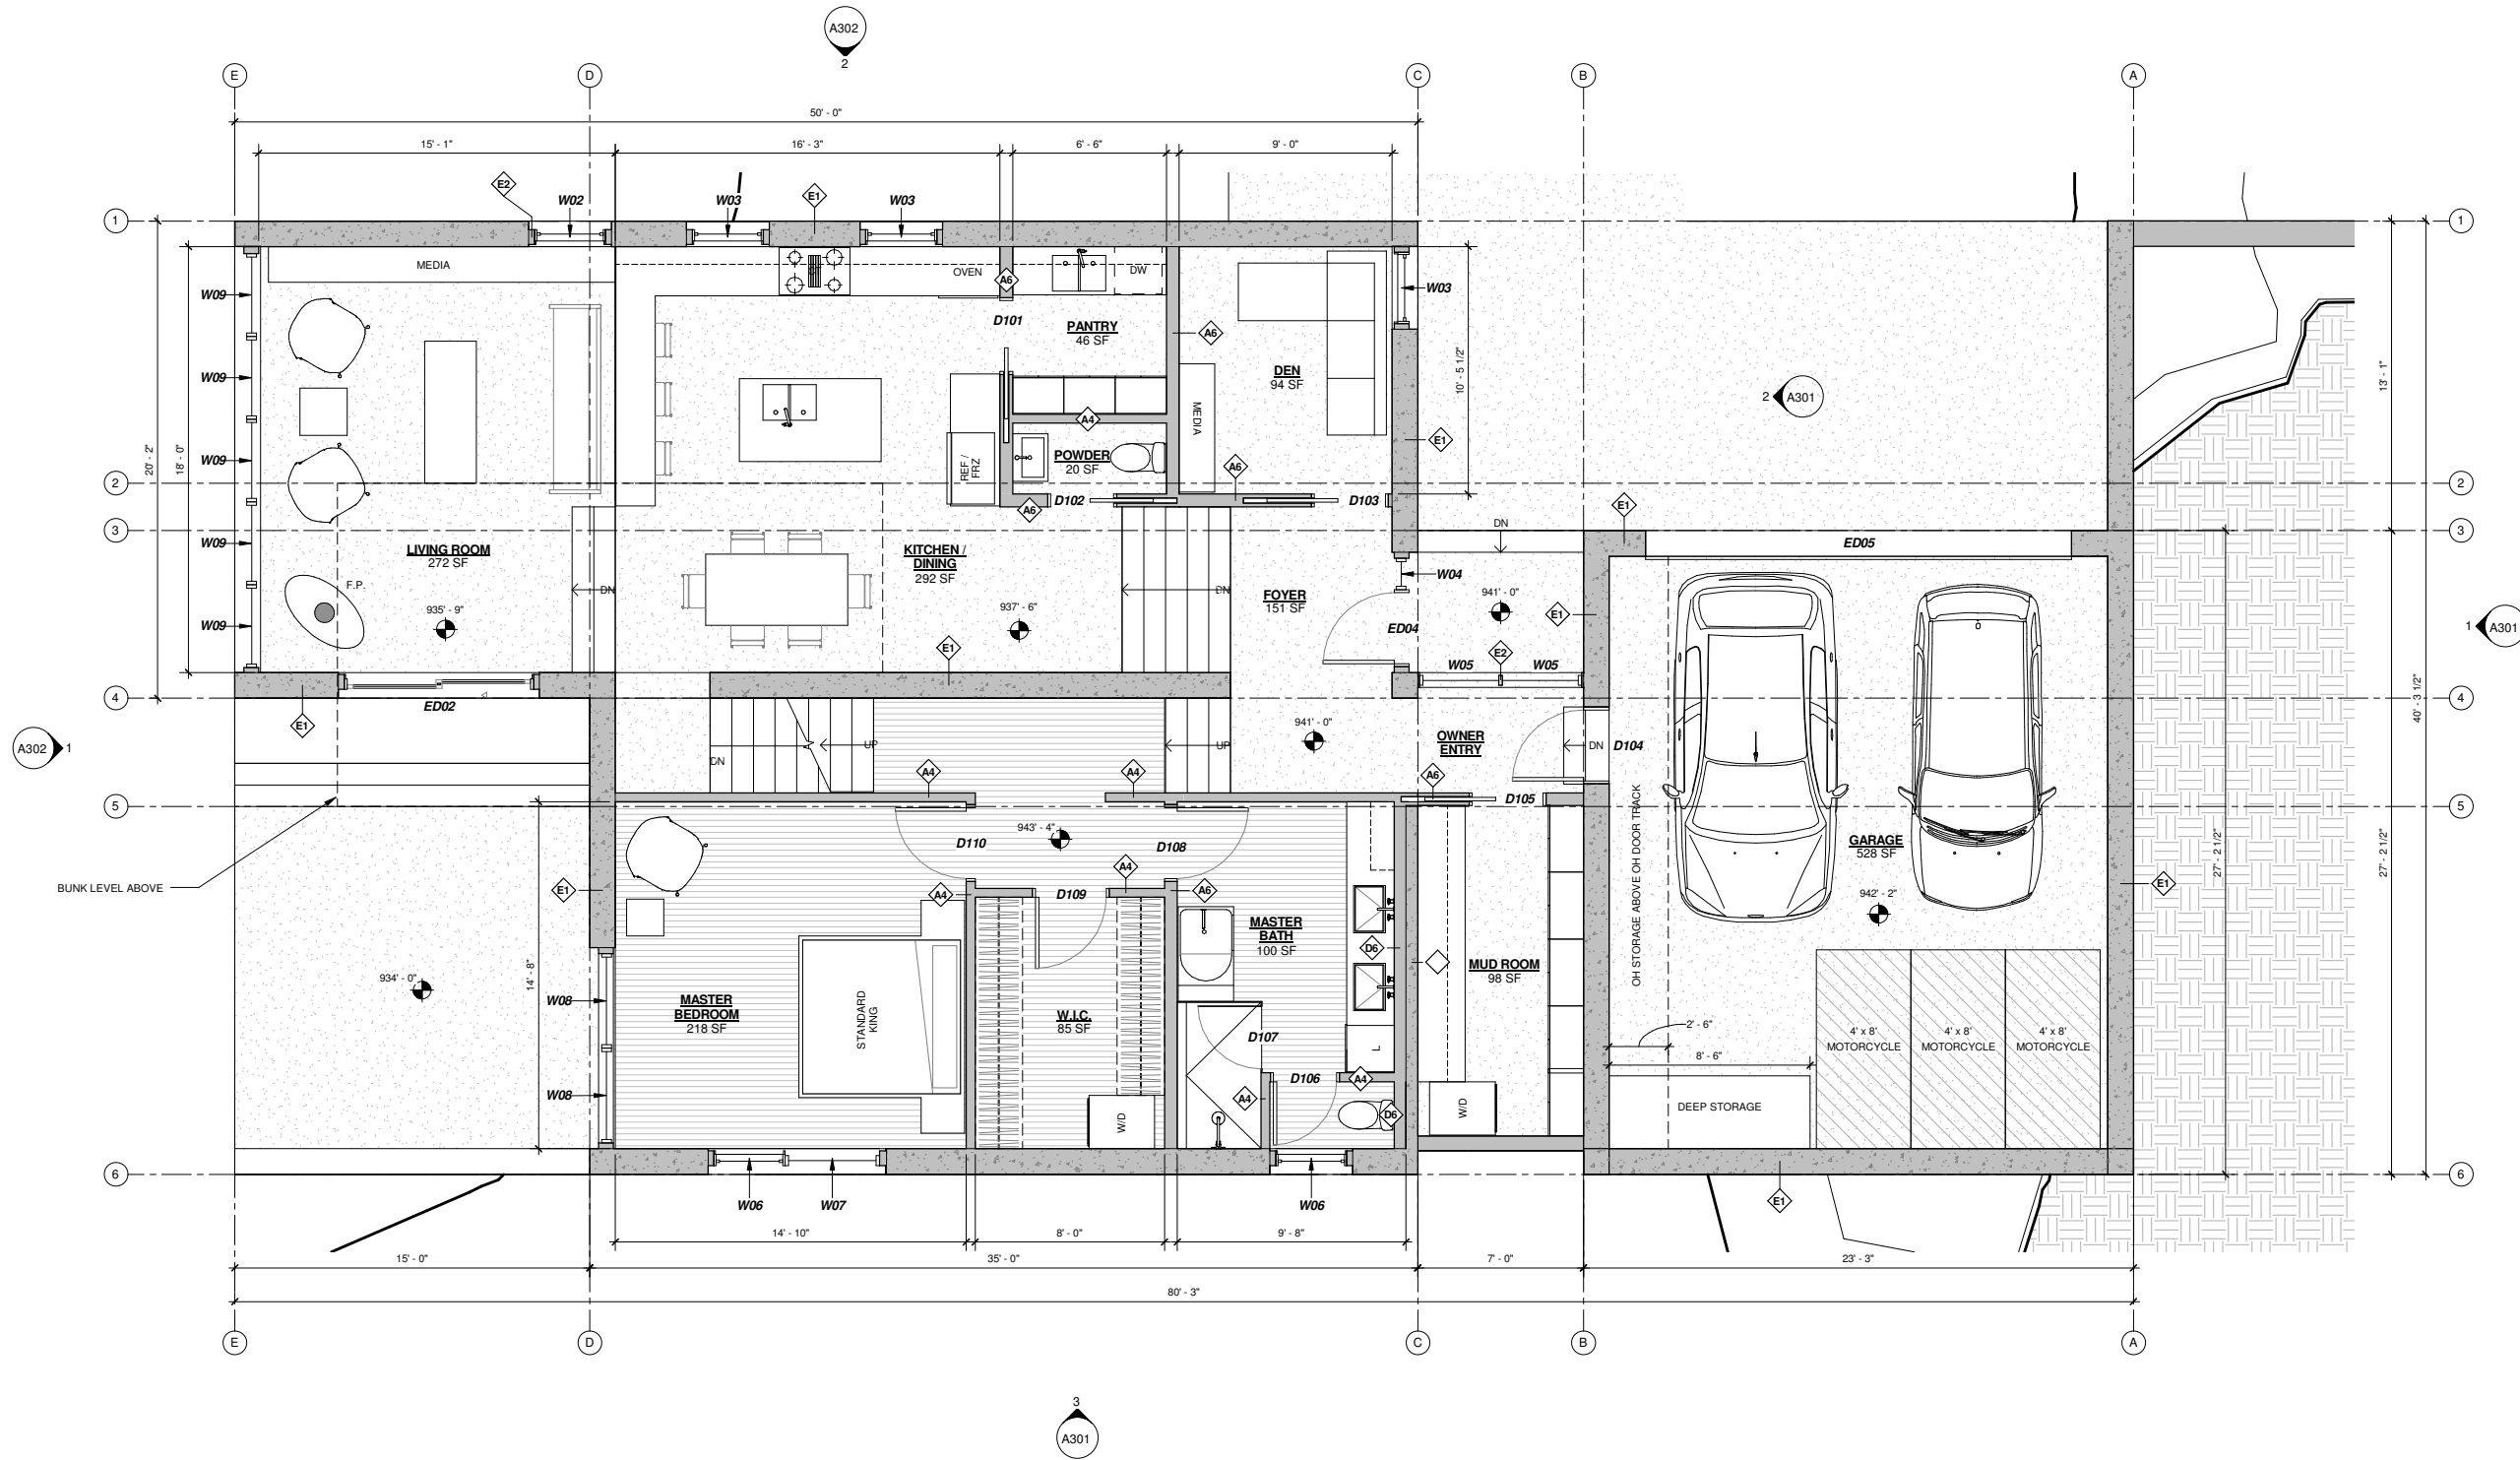 A302
2
E
D
C
B
A
50' - 0"
15' - 1"
16' - 3"
6' - 6"
9' - 0"
E2
W02
W03
E1
W03
1
1
MEDIA
OVEN
A6
DW
W09
W03
D101
PANTRY
46 SF
A6
W09
DEN
94 SF
10' - 5 1/2"
13' - 1"
2
A301
MEDIA
A4
E1
20' - 2"
18' - 0"
W09
REF /
FRZ
POWDER
20 SF
A6
2
2
D102
D103
A6
E1
3
DN
3
W09
LIVING ROOM
272 SF
KITCHEN /
DINING
292 SF
ED05
F.P.
DN
DN
FOYER
151 SF
W04
941' - 0"
E1
935' - 9"
937' - 6"
W09
ED04
1
A301
E1
E2
W05
W05
4
4
ED02
E1
40' - 3 1/2"
A302
1
941' - 0"
OWNER
ENTRY
UP
UP
DN
DN
D104
A4
A4
A6
5
D105
5
943' - 4"
D110
D108
GARAGE
528 SF
OH STORAGE ABOVE OH DOOR TRACK
27' - 2 1/2"
27' - 2 1/2"
BUNK LEVEL ABOVE
E1
A4
D109
A4
A6
942' - 2"
E1
MASTER
BATH
100 SF
D6
MUD ROOM
98 SF
934' - 0"
14' - 8"
W08
MASTER
BEDROOM
218 SF
STANDARD
KING
W.I.C.
85 SF
D107
L
2' - 6"
4' x 8'
MOTORCYCLE
4' x 8'
MOTORCYCLE
4' x 8'
MOTORCYCLE
8' - 6"
W08
D106
A4
A4
D6
W/D
W/D
DEEP STORAGE
6
6
W06
W07
W06
E1
14' - 10"
8' - 0"
9' - 8"
15' - 0"
35' - 0"
7' - 0"
23' - 3"
80' - 3"
E
D
C
B
A
3
A301